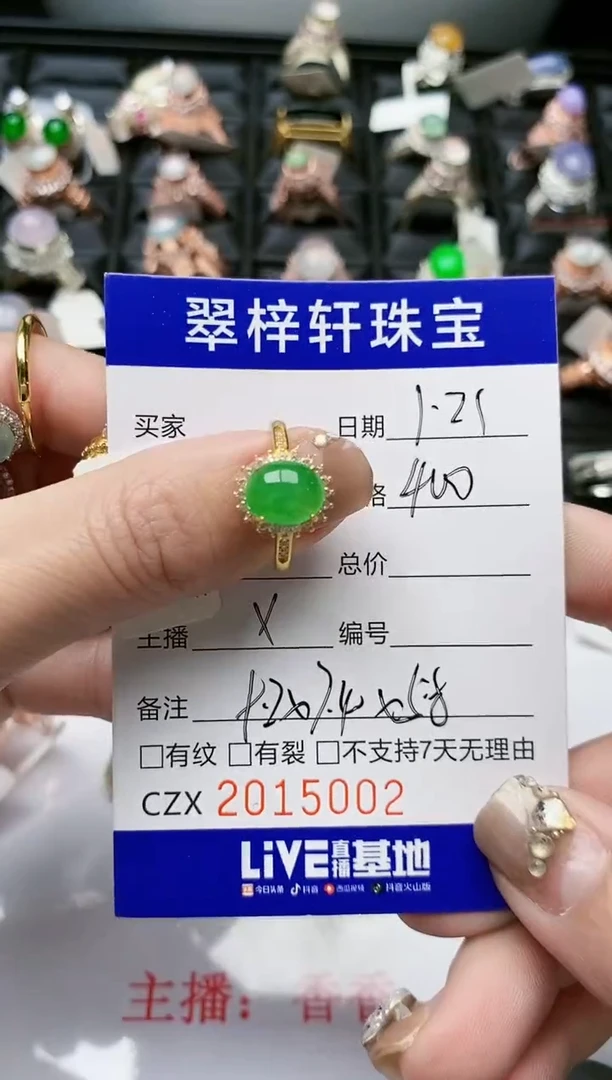 翠梓轩珠宝
买家
日期 1.21
格 400
总价
主播 X 编号
备注
□有纹 □有裂 □不支持7天无理由
CZX 2015002
LiVE直播基地
今日头条 抖音 西瓜视频 抖音火山版
主播：香香